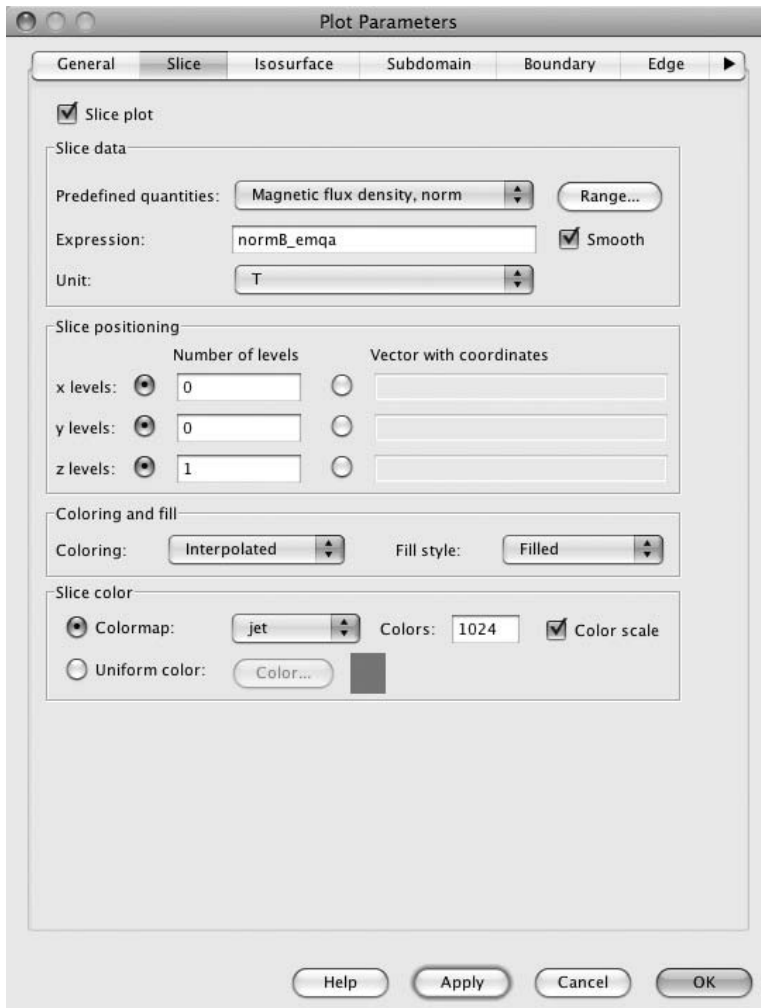 Plot Parameters
General Slice Isosurface Subdomain Boundary Edge
Slice plot
Slice data
Predefined quantities: Magnetic flux density, norm Range...
Expression: normB_emqa Smooth
Unit: T
Slice positioning
Number of levels Vector with coordinates
x levels: 0
y levels: 0
z levels: 1
Coloring and fill
Coloring: Interpolated Fill style: Filled
Slice color
Colormap: jet Colors: 1024 Color scale
Uniform color: Color...
Help Apply Cancel OK